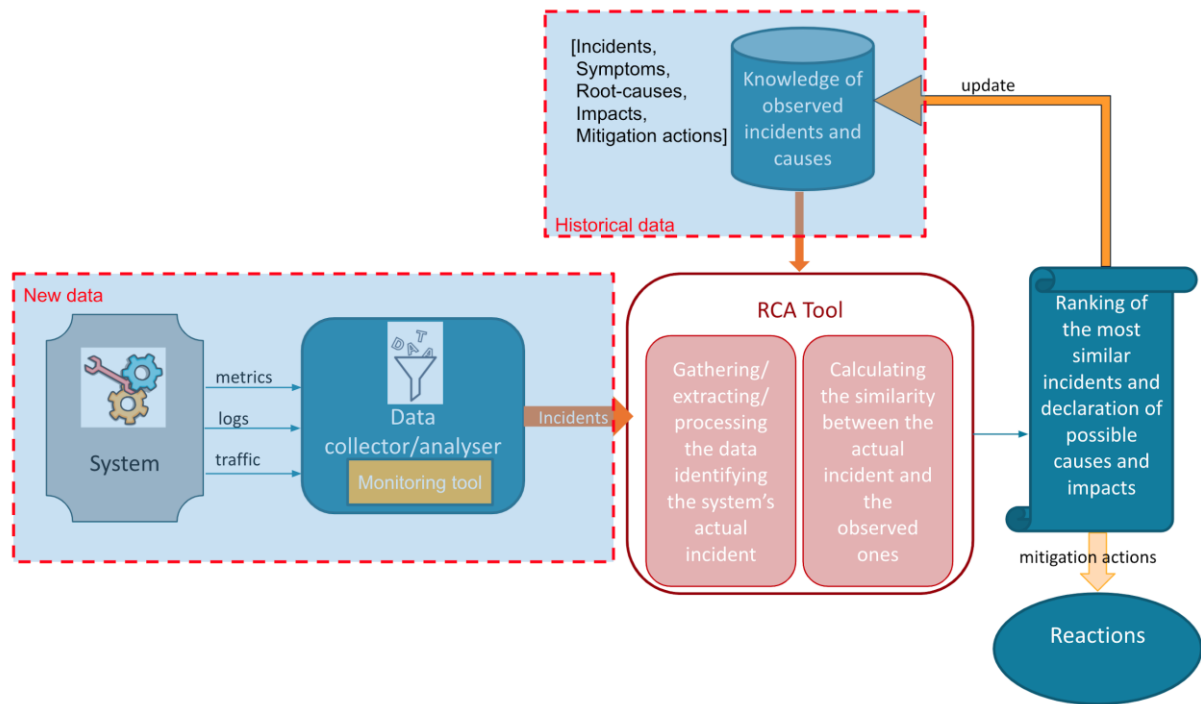 [Incidents,
Symptoms,
Root-causes,
Impacts,
Mitigation actions]
Knowledge of
observed
incidents and
causes
update
Historical data
New data
System
metrics
logs
traffic
DATA
Data
collector/analyser
Monitoring tool
Incidents
RCA Tool
Gathering/
extracting/
processing
the data
identifying
the system's
actual
incident
Calculating
the similarity
between the
actual
incident and
the
observed
ones
Ranking of
the most
similar
incidents and
declaration of
possible
causes and
impacts
mitigation actions
Reactions